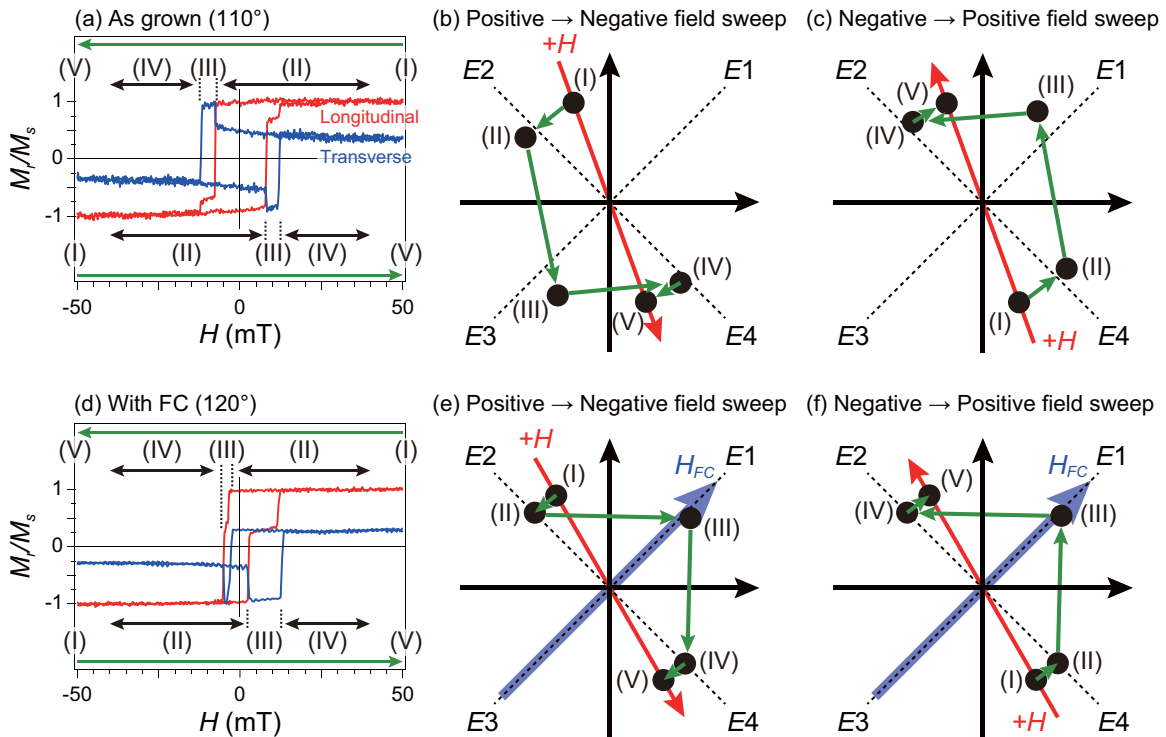 (a) As grown (110°)
(V) (IV) (III) (II) (I)
1
0
-1
Longitudinal
Transverse
Mr/Ms
(I) (II) (III) (IV) (V)
-50 0 50
H (mT)
(b) Positive → Negative field sweep
+H
E2 E1
(I)
(II)
(III)
(IV)
(V)
E3 E4
(c) Negative → Positive field sweep
E2 E1
(V) (III)
(IV)
(II)
(I)
E3 +H E4
(d) With FC (120°)
(V) (IV) (III) (II) (I)
1
0
-1
Mr/Ms
(I) (II) (III) (IV) (V)
-50 0 50
H (mT)
(e) Positive → Negative field sweep
+H
E2 HFC E1
(I)
(II) (III)
(IV)
(V)
E3 E4
(f) Negative → Positive field sweep
E2 HFC E1
(V)
(IV) (III)
(II)
(I)
E3 +H E4